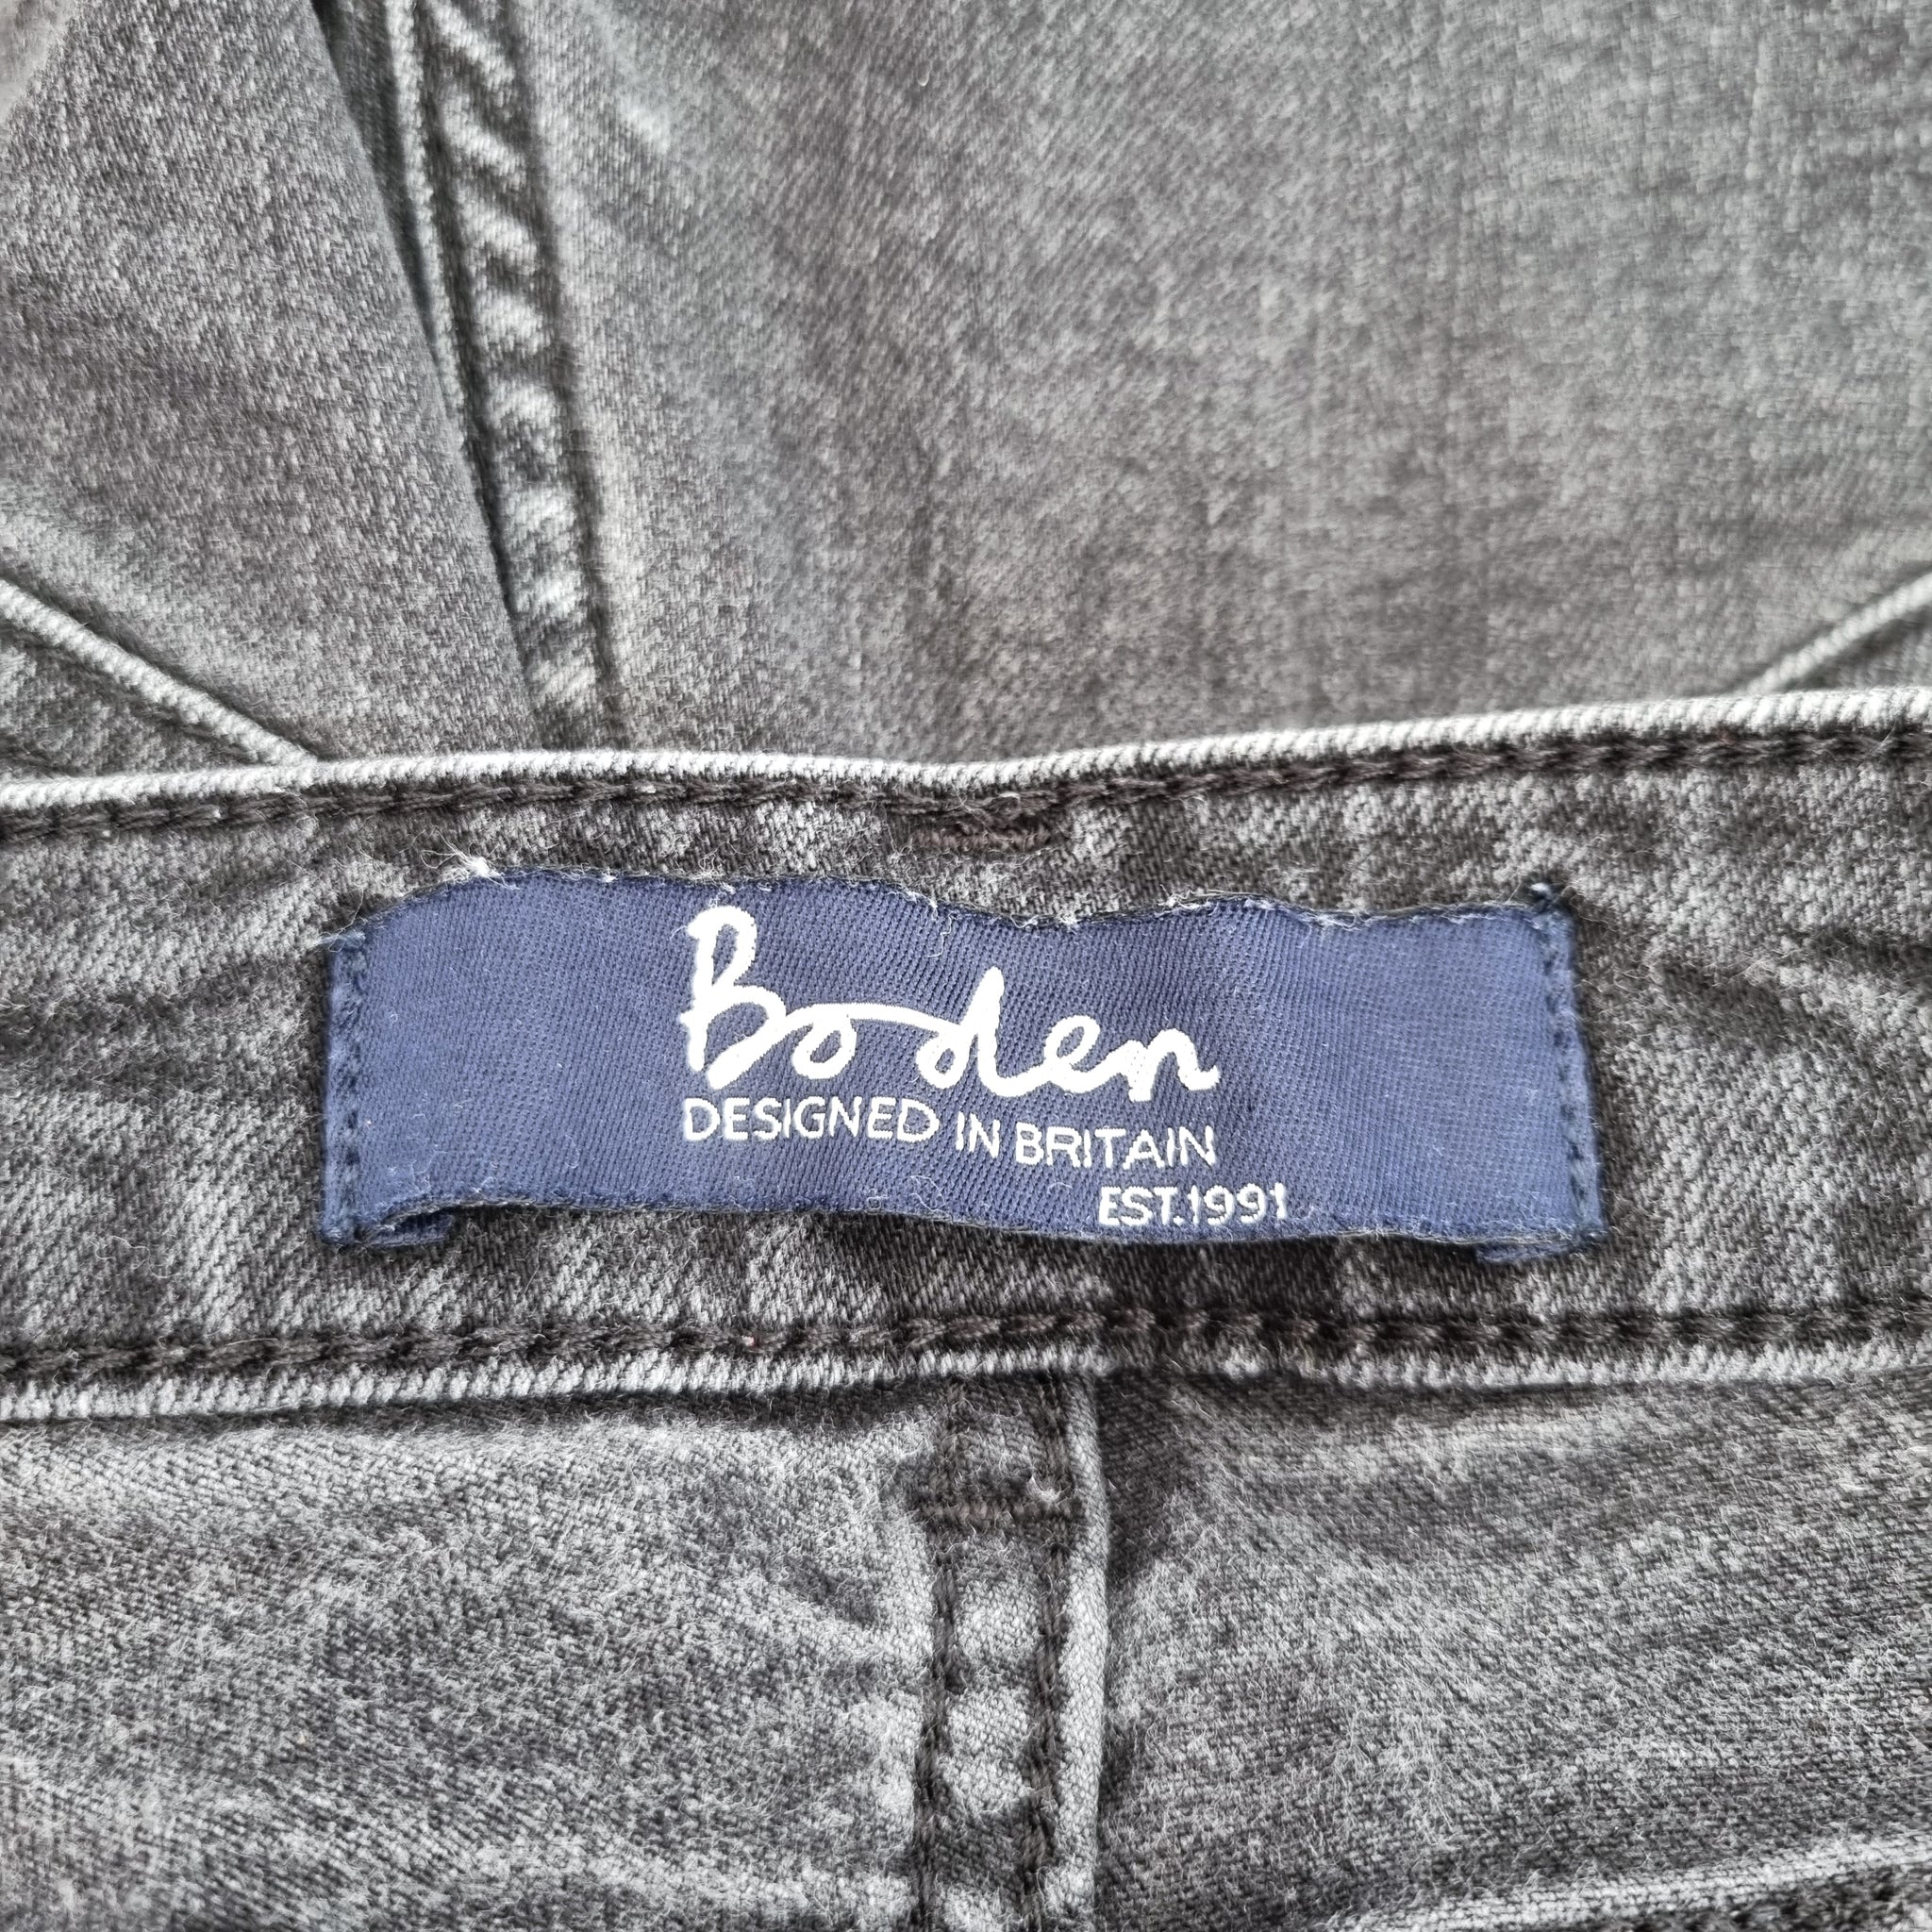 Boden
DESIGNED IN BRITAIN
EST.1991